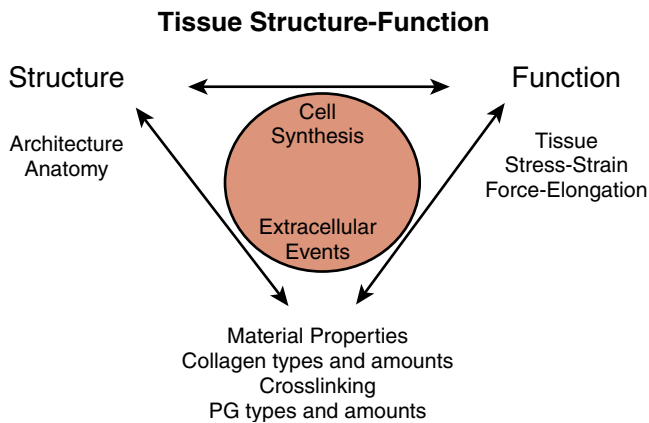 Tissue Structure-Function
Structure
Function
Cell
Synthesis
Architecture
Anatomy
Tissue
Stress-Strain
Force-Elongation
Extracellular
Events
Material Properties
Collagen types and amounts
Crosslinking
PG types and amounts